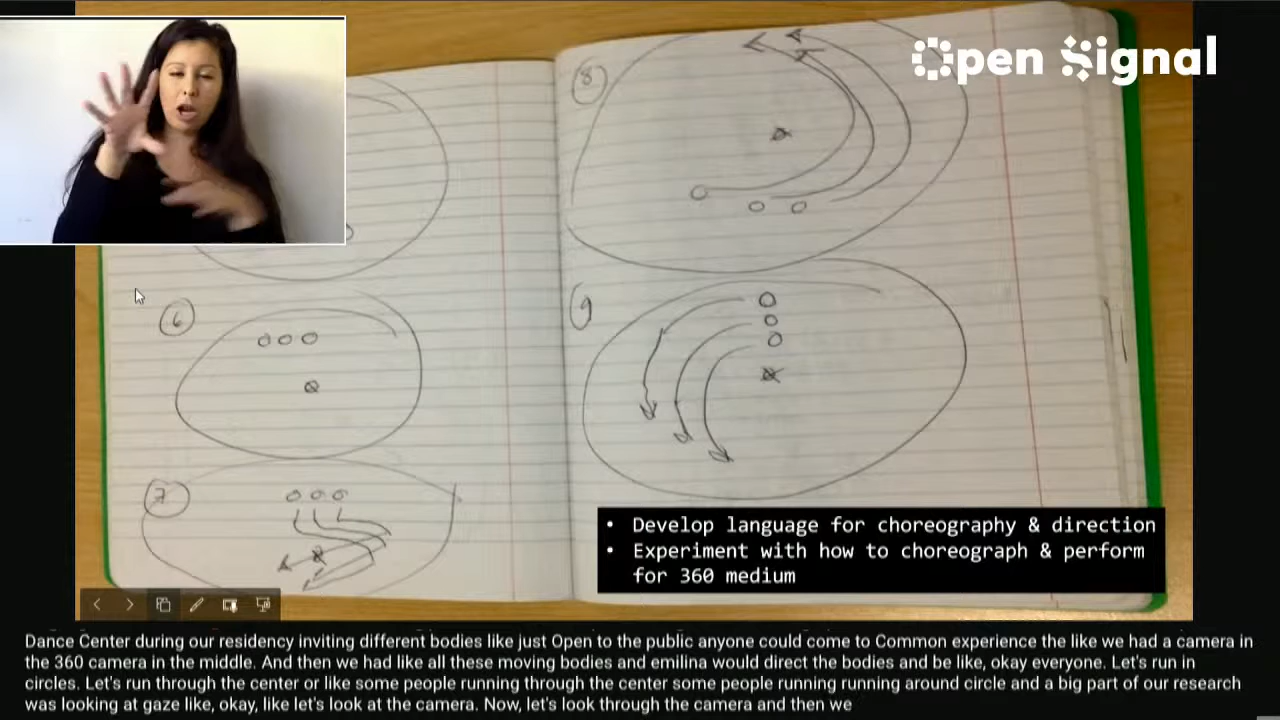 Open Signal
8
6
9
7
• Develop language for choreography & direction
• Experiment with how to choreograph & perform
for 360 medium
Dance Center during our residency inviting different bodies like just Open to the public anyone could come to Common experience the like we had a camera in
the 360 camera in the middle. And then we had like all these moving bodies and emilina would direct the bodies and be like, okay everyone. Let's run in
circles. Let's run through the center or like some people running through the center some people running running around circle and a big part of our research
was looking at gaze like, okay, like let's look at the camera. Now, let's look through the camera and then we